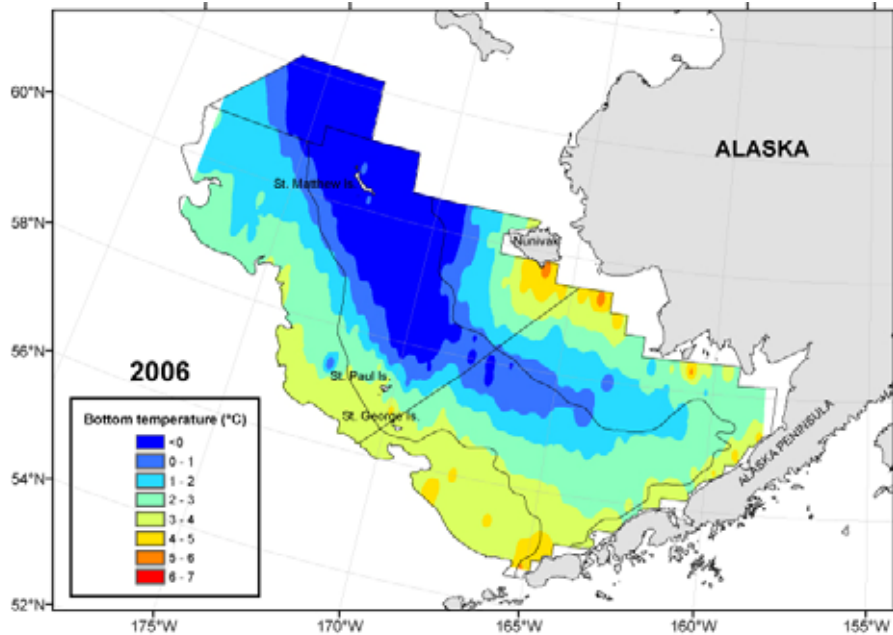 60°N
58°N
56°N
54°N
52°N
175°W
170°W
165°W
160°W
155°W
ALASKA
St. Matthew Is.
Nunivak
St. Paul Is.
St. George Is.
ALASKA PENINSULA
2006
Bottom temperature (°C)
<0
0 - 1
1 - 2
2 - 3
3 - 4
4 - 5
5 - 6
6 - 7